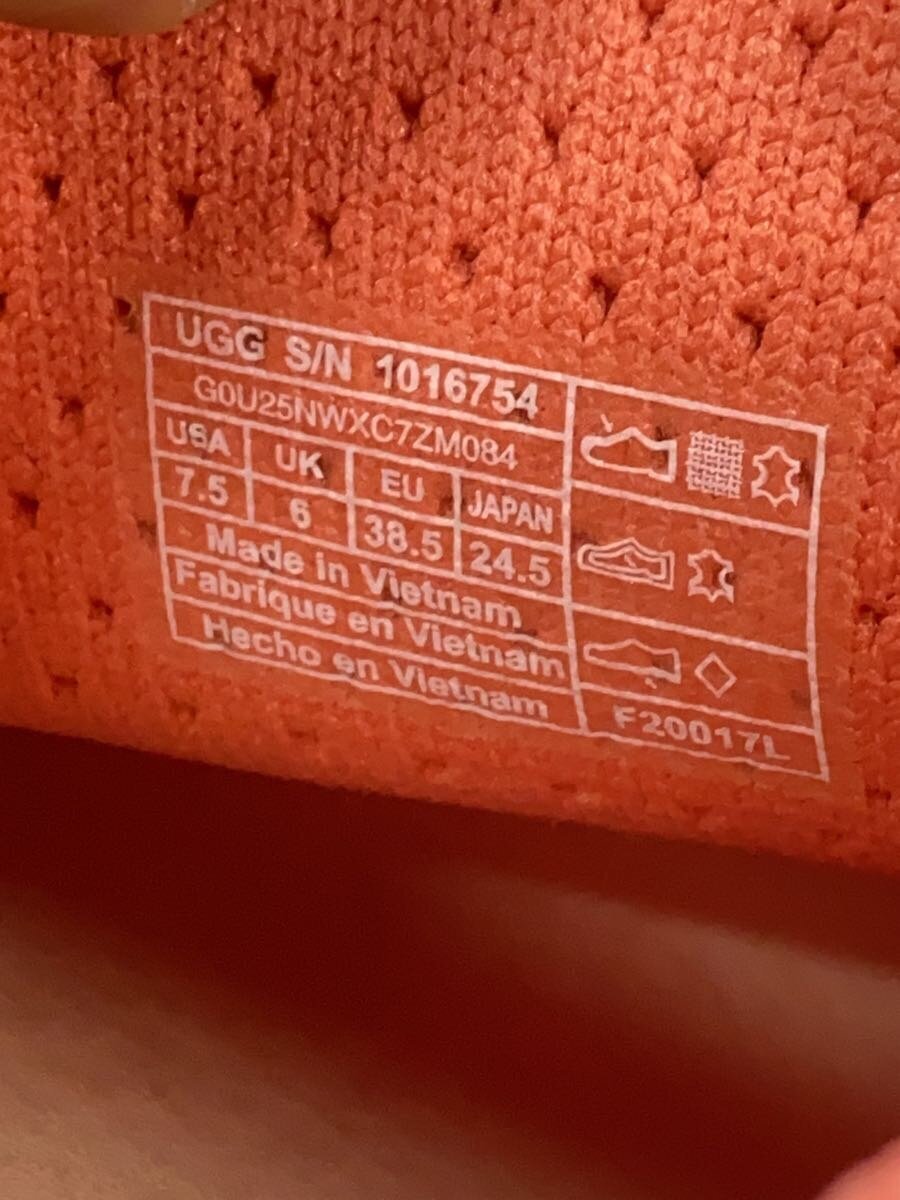 UGG S/N 1016754
G0U25NWXC7ZM084
USA UK EU JAPAN
7.5 6 38.5 24.5
Made in Vietnam
Fabrique en Vietnam
Hecho en Vietnam
F20017L